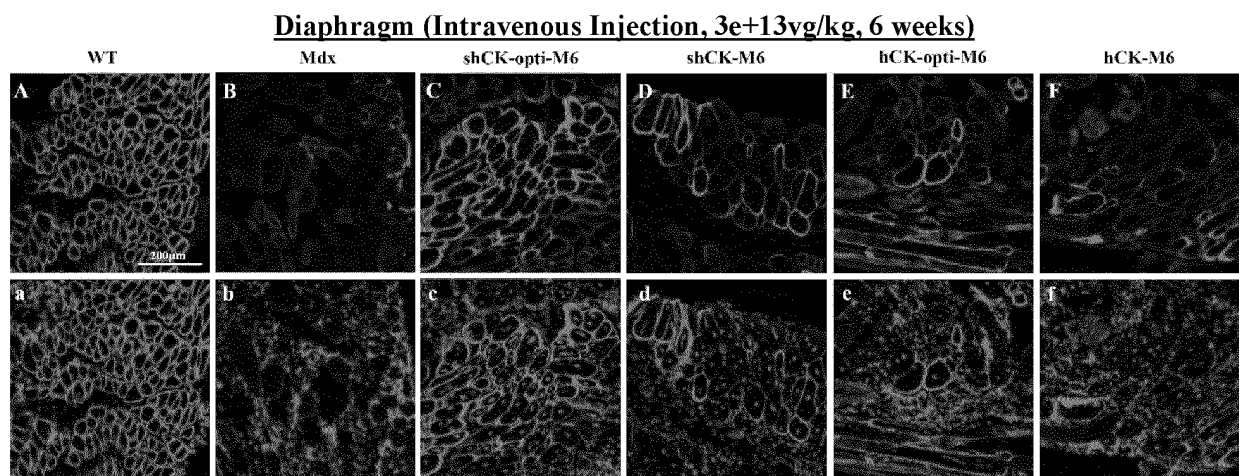 Diaphragm (Intravenous Injection, 3e+13vg/kg, 6 weeks)
WT Mdx shCK-opti-M6 shCK-M6 hCK-opti-M6 hCK-M6
A B C D E F
200μm
a b c d e f